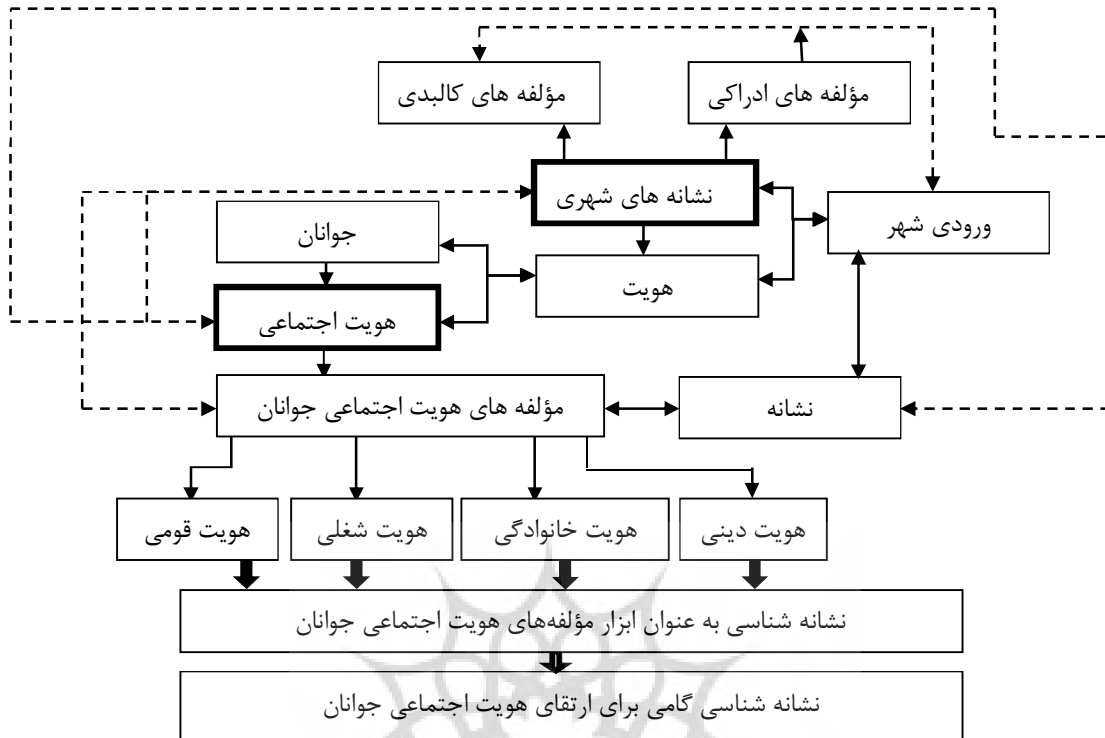 مؤلفه های ادراکی
مؤلفه های کالبدی
نشانه های شهری
ورودی شهر
جوانان
هویت
هویت اجتماعی
نشانه
مؤلفه های هویت اجتماعی جوانان
هویت دینی
هویت خانوادگی
هویت شغلی
هویت قومی
نشانه شناسی به عنوان ابزار مؤلفه‌های هویت اجتماعی جوانان
نشانه شناسی گامی برای ارتقای هویت اجتماعی جوانان